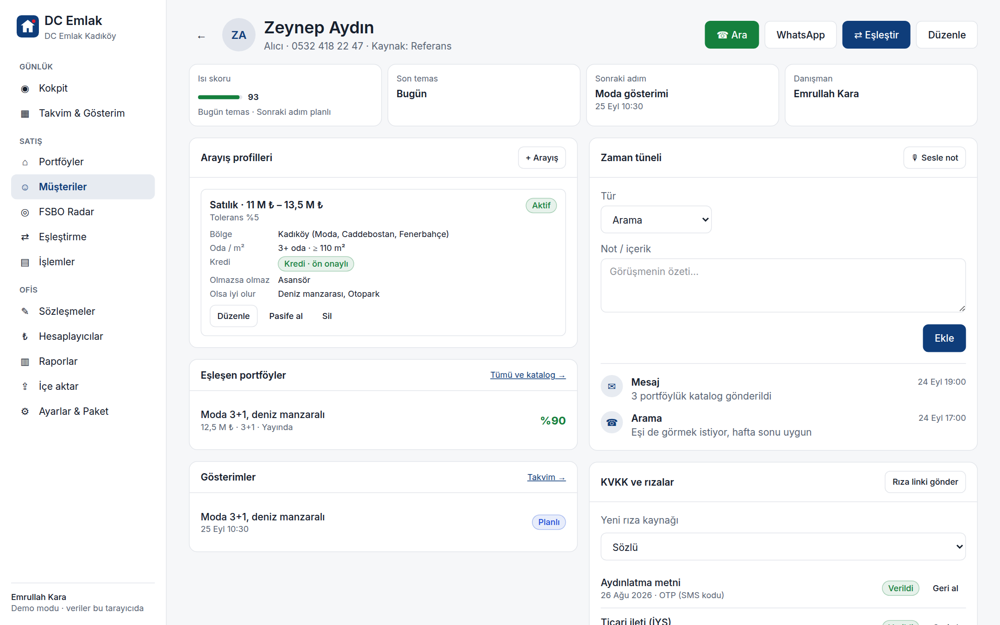 DC Emlak
DC Emlak Kadıköy
GÜNLÜK
Kokpit
Takvim & Gösterim
SATIŞ
Portföyler
Müşteriler
FSBO Radar
Eşleştirme
İşlemler
OFİS
Sözleşmeler
₺ Hesaplayıcılar
Raporlar
İçe aktar
Ayarlar & Paket
Emrullah Kara
Demo modu · veriler bu tarayıcıda
←
ZA
Zeynep Aydın
Alıcı · 0532 418 22 47 · Kaynak: Referans
☎ Ara
WhatsApp
⇄ Eşleştir
Düzenle
Isı skoru
93
Bugün temas · Sonraki adım planlı
Son temas
Bugün
Sonraki adım
Moda gösterimi
25 Eyl 10:30
Danışman
Emrullah Kara
Arayış profilleri
+ Arayış
Satılık · 11 M ₺ – 13,5 M ₺
Aktif
Tolerans %5
Bölge Kadıköy (Moda, Caddebostan, Fenerbahçe)
Oda / m² 3+ oda · ≥ 110 m²
Kredi Kredi · ön onaylı
Olmazsa olmaz Asansör
Olsa iyi olur Deniz manzarası, Otopark
Düzenle Pasife al Sil
Eşleşen portföyler
Tümü ve katalog →
Moda 3+1, deniz manzaralı
12,5 M ₺ · 3+1 · Yayında
%90
Gösterimler
Takvim →
Moda 3+1, deniz manzaralı
25 Eyl 10:30
Planlı
Zaman tüneli
🎙 Sesle not
Tür
Arama
Not / içerik
Görüşmenin özeti...
Ekle
Mesaj
24 Eyl 19:00
3 portföylük katalog gönderildi
Arama
24 Eyl 17:00
Eşi de görmek istiyor, hafta sonu uygun
KVKK ve rızalar
Rıza linki gönder
Yeni rıza kaynağı
Sözlü
Aydınlatma metni
26 Ağu 2026 · OTP (SMS kodu)
Verildi
Geri al
Ticari ileti (İYS)